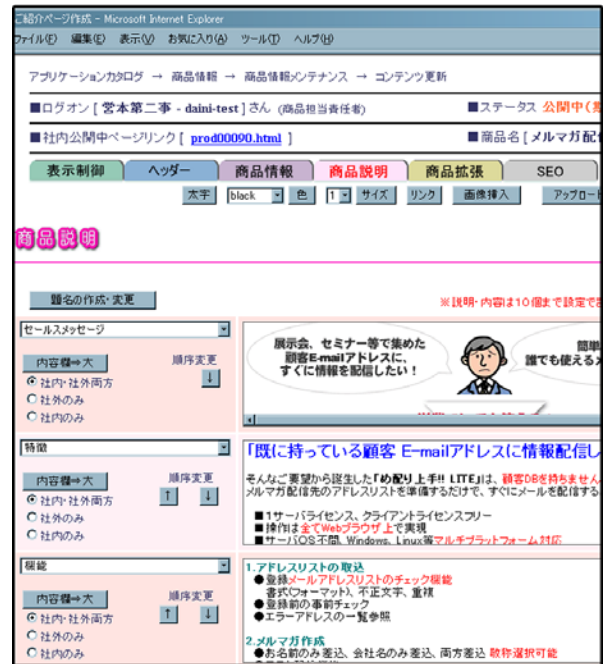 ご紹介ページ作成 - Microsoft Internet Explorer
ファイル(F) 編集(E) 表示(V) お気に入り(A) ツール(T) ヘルプ(H)
アプリケーションカタログ → 商品情報 → 商品情報メンテナンス → コンテンツ更新
■ログオン [ 営本第二事 - daini-test ] さん (商品担当責任者) ■ステータス 公開中(
■社内公開中ページリンク [ prod00090.html ] ■商品名 [ メルマガ配
表示制御 ヘッダー 商品情報 商品説明 商品拡張 SEO
太字 black 色 1 サイズ リンク 画像挿入 アップロー
商品説明
題名の作成・変更 ※説明・内容は10個まで設定で
セールスメッセージ
内容欄⇒大 順序変更
↓
社内・社外両方
社外のみ
社内のみ
展示会、セミナー等で集めた
顧客E-mailアドレスに、
すぐに情報を配信したい！
簡単
誰でも使える
特徴
内容欄⇒大 順序変更
↑ ↓
社内・社外両方
社外のみ
社内のみ
「既に持っている顧客 E-mailアドレスに情報配信し
そんなご要望から誕生した「め配り上手!! LITE」は、顧客DBを持ちません
メルマガ配信先のアドレスリストを準備するだけで、すぐにメールを配信する
■1サーバライセンス、クライアントライセンスフリー
■操作は全てWebブラウザ上で実現
■サーバOS不問、Windows、Linux等マルチプラットフォーム対応
機能
内容欄⇒大 順序変更
↑ ↓
社内・社外両方
社外のみ
社内のみ
1.アドレスリストの取込
●登録メールアドレスリストのチェック機能
書式(フォーマット)、不正文字、重複
●登録前の事前チェック
●エラーアドレスの一覧参照
2.メルマガ作成
●お名前のみ差込、会社名のみ差込、両方差込 敬称選択可能